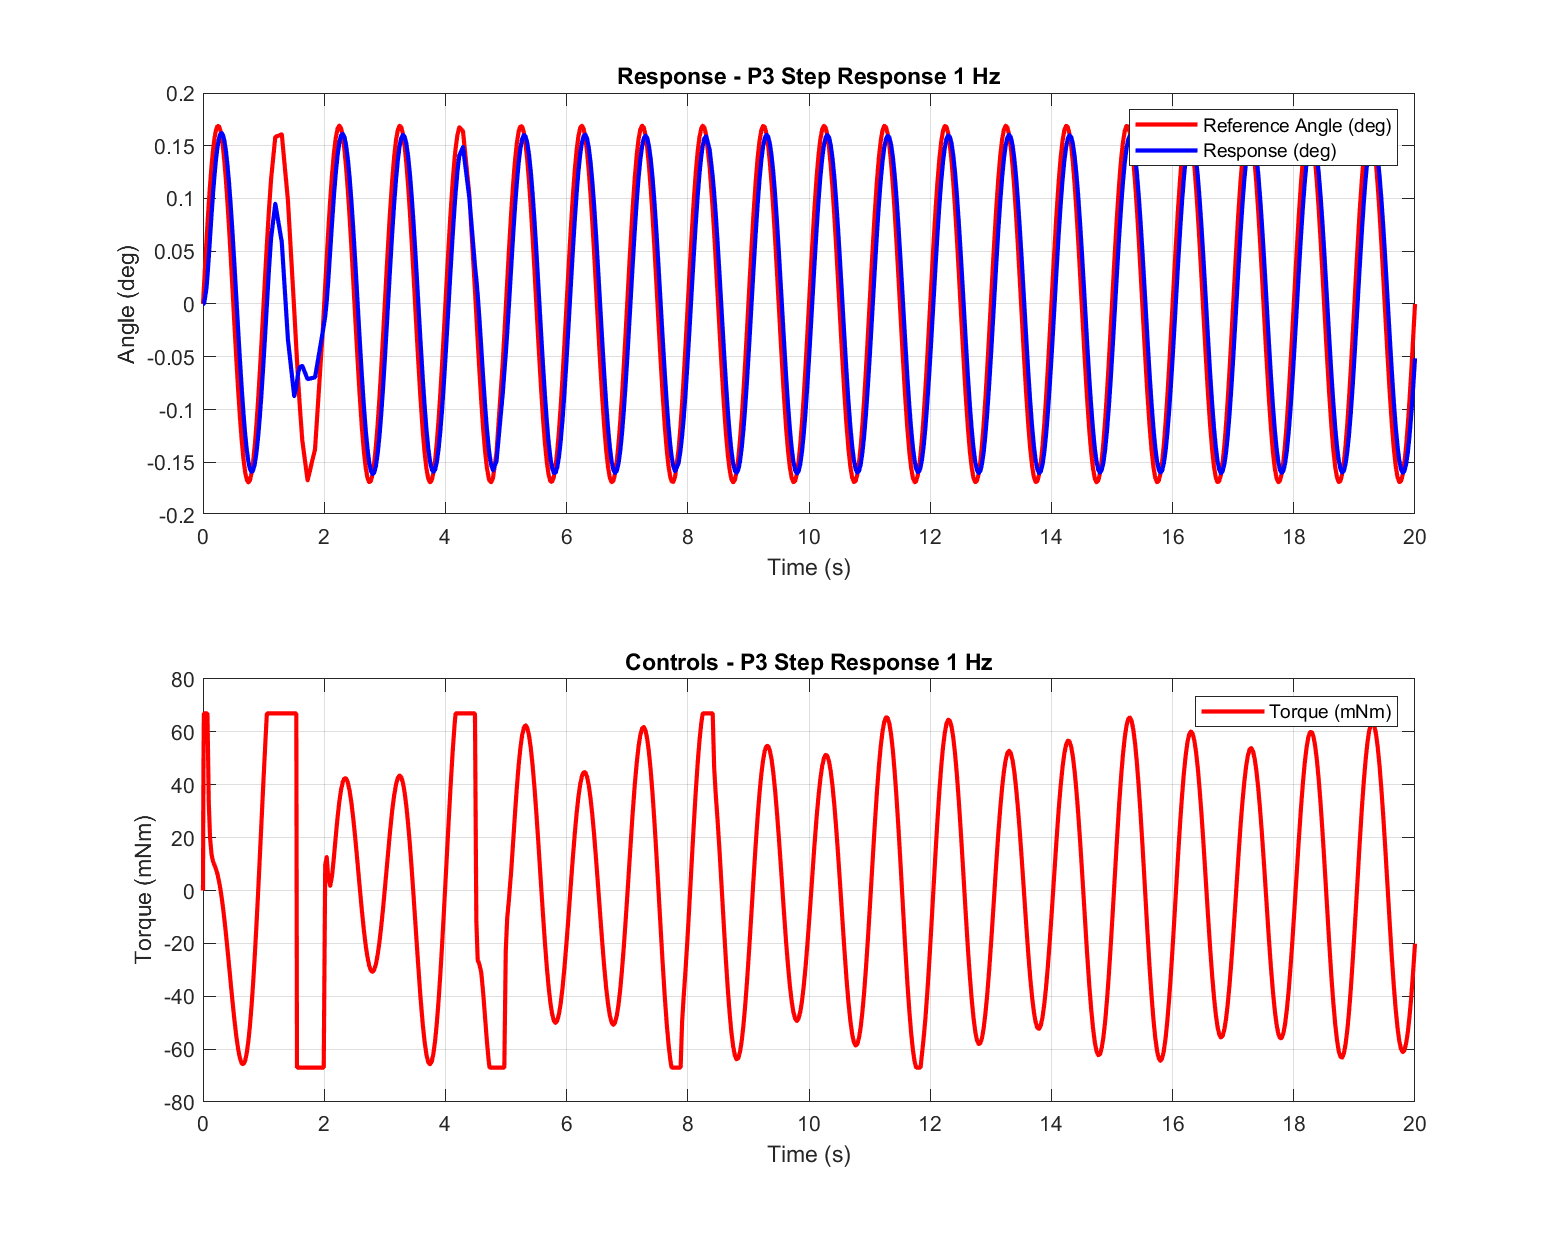 Response - P3 Step Response 1 Hz
0.2
0.15
0.1
0.05
0
-0.05
-0.1
-0.15
-0.2
Angle (deg)
Reference Angle (deg)
Response (deg)
0 2 4 6 8 10 12 14 16 18 20
Time (s)
Controls - P3 Step Response 1 Hz
80
60
40
20
0
-20
-40
-60
-80
Torque (mNm)
Torque (mNm)
0 2 4 6 8 10 12 14 16 18 20
Time (s)